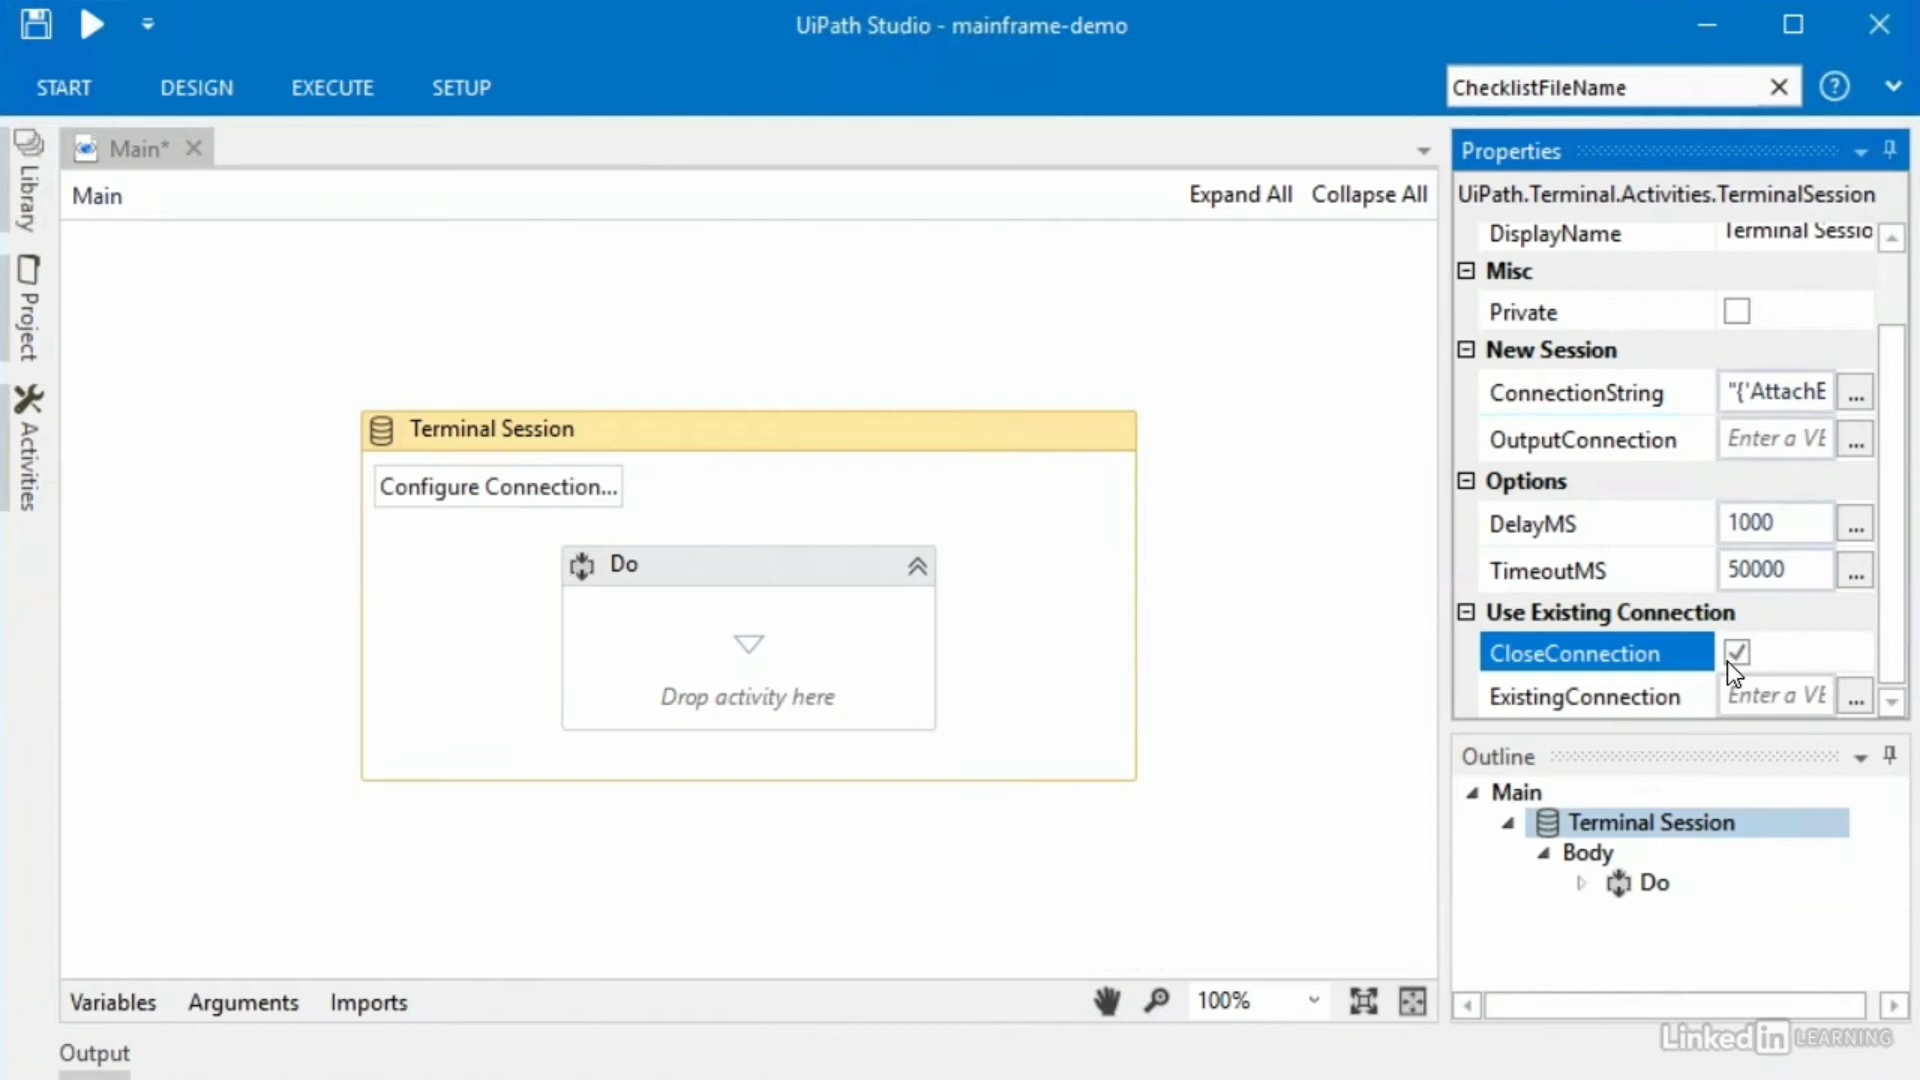 UiPath Studio - mainframe-demo
START DESIGN EXECUTE SETUP
ChecklistFileName
Library
Project
Activities
Main*
Main
Expand All Collapse All
Terminal Session
Configure Connection...
Do
Drop activity here
Variables Arguments Imports
100%
Output
Properties
UiPath.Terminal.Activities.TerminalSession
DisplayName Terminal Sessio
Misc
Private
New Session
ConnectionString "{'AttachE ...
OutputConnection Enter a VE ...
Options
DelayMS 1000 ...
TimeoutMS 50000 ...
Use Existing Connection
CloseConnection
ExistingConnection Enter a VE ...
Outline
Main
Terminal Session
Body
Do
Linked in LEARNING